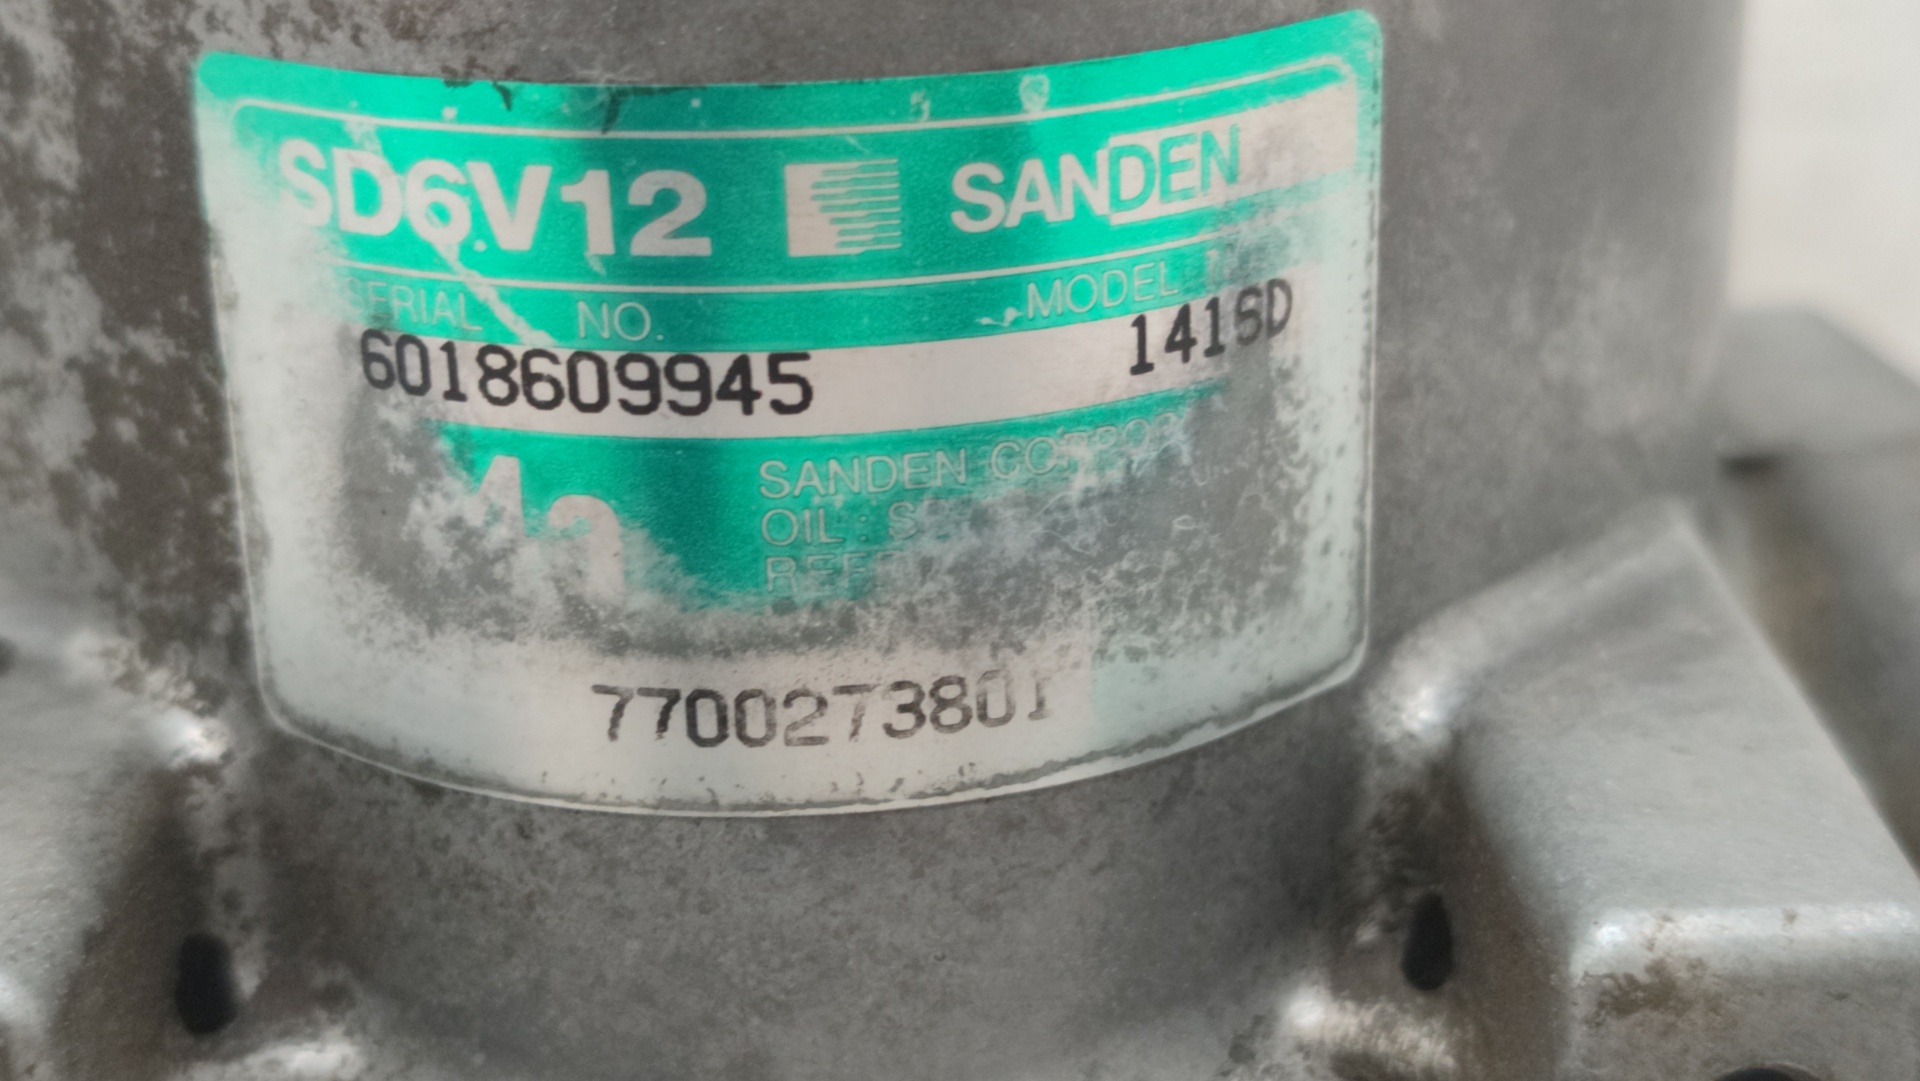 SD6V12 SANDEN
SERIAL NO. MODEL
6018609945 1416D
SANDEN
OIL :
7700273801